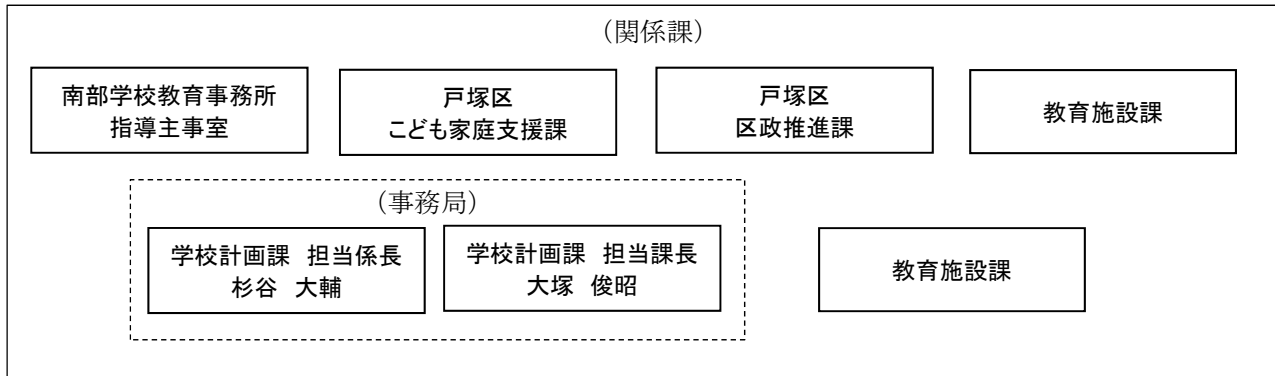 （関係課）
南部学校教育事務所
指導主事室
戸塚区
こども家庭支援課
戸塚区
区政推進課
教育施設課
（事務局）
学校計画課　担当係長
杉谷　大輔
学校計画課　担当課長
大塚　俊昭
教育施設課